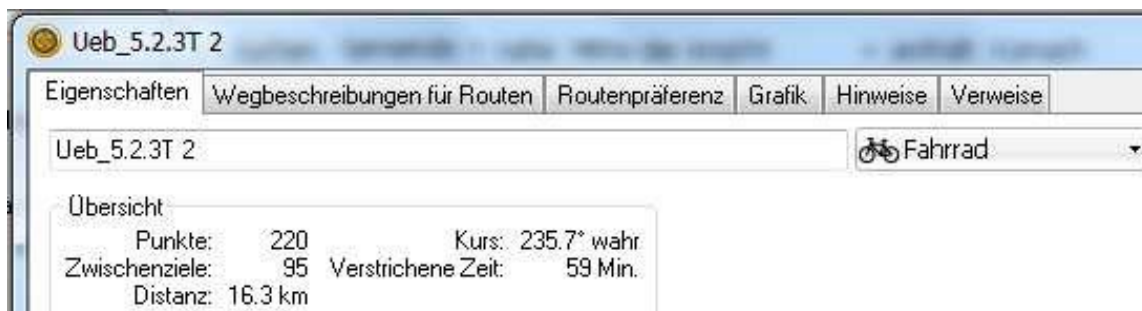 Ueb_5.2.3T 2
Eigenschaften Wegbeschreibungen für Routen Routenpräferenz Grafik Hinweise Verweise
Ueb_5.2.3T 2 Fahrrad
Übersicht
Punkte: 220 Kurs: 235.7° wahr
Zwischenziele: 95 Verstrichene Zeit: 59 Min.
Distanz: 16.3 km